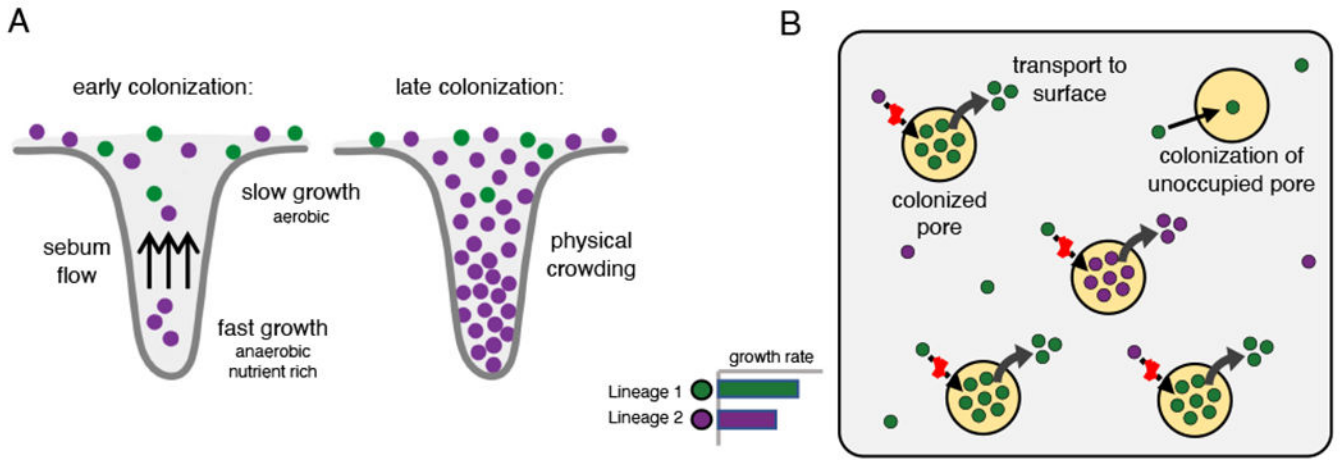 A
early colonization:
late colonization:
slow growth
aerobic
sebum
flow
physical
crowding
fast growth
anaerobic
nutrient rich
growth rate
Lineage 1
Lineage 2
B
transport to
surface
colonized
pore
colonization of
unoccupied pore